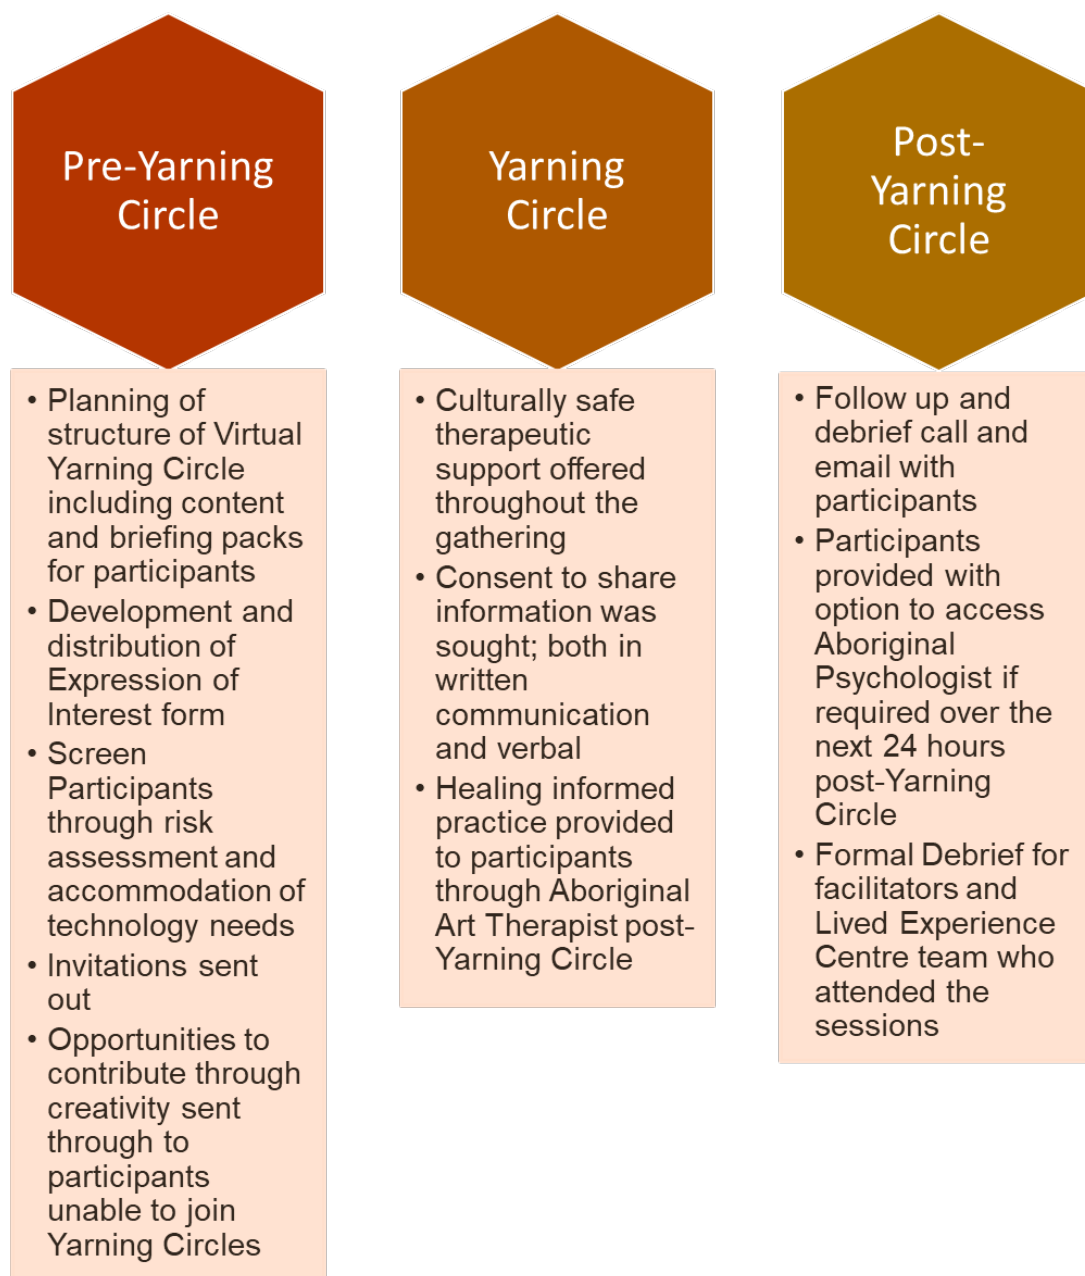 Pre-Yarning
Circle
• Planning of
structure of Virtual
Yarning Circle
including content
and briefing packs
for participants
• Development and
distribution of
Expression of
Interest form
• Screen
Participants
through risk
assessment and
accommodation of
technology needs
• Invitations sent
out
• Opportunities to
contribute through
creativity sent
through to
participants
unable to join
Yarning Circles
Yarning
Circle
• Culturally safe
therapeutic
support offered
throughout the
gathering
• Consent to share
information was
sought; both in
written
communication
and verbal
• Healing informed
practice provided
to participants
through Aboriginal
Art Therapist post-
Yarning Circle
Post-
Yarning
Circle
• Follow up and
debrief call and
email with
participants
• Participants
provided with
option to access
Aboriginal
Psychologist if
required over the
next 24 hours
post-Yarning
Circle
• Formal Debrief for
facilitators and
Lived Experience
Centre team who
attended the
sessions